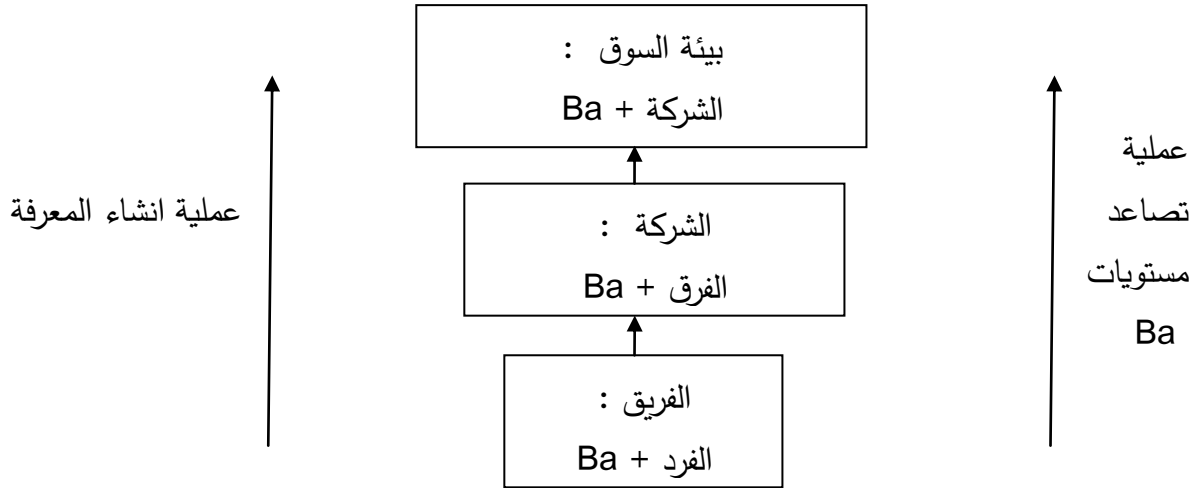 بيئة السوق :
الشركة + Ba
الشركة :
الفرق + Ba
الفريق :
الفرد + Ba
عملية
تصاعد
مستويات
Ba
عملية انشاء المعرفة